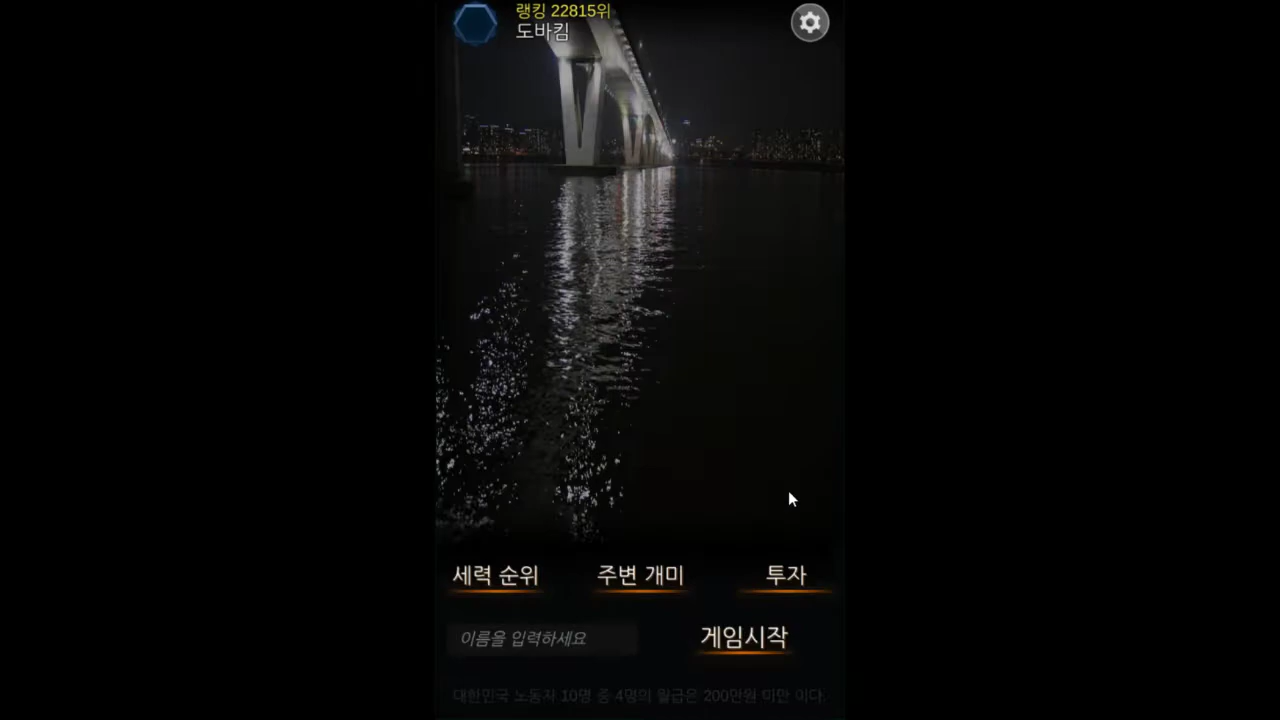 랭킹 22815위
도바킴
세력 순위
주변 개미
투자
이름을 입력하세요
게임시작
대한민국 노동자 10명 중 4명의 월급은 200만원 미만 이다.